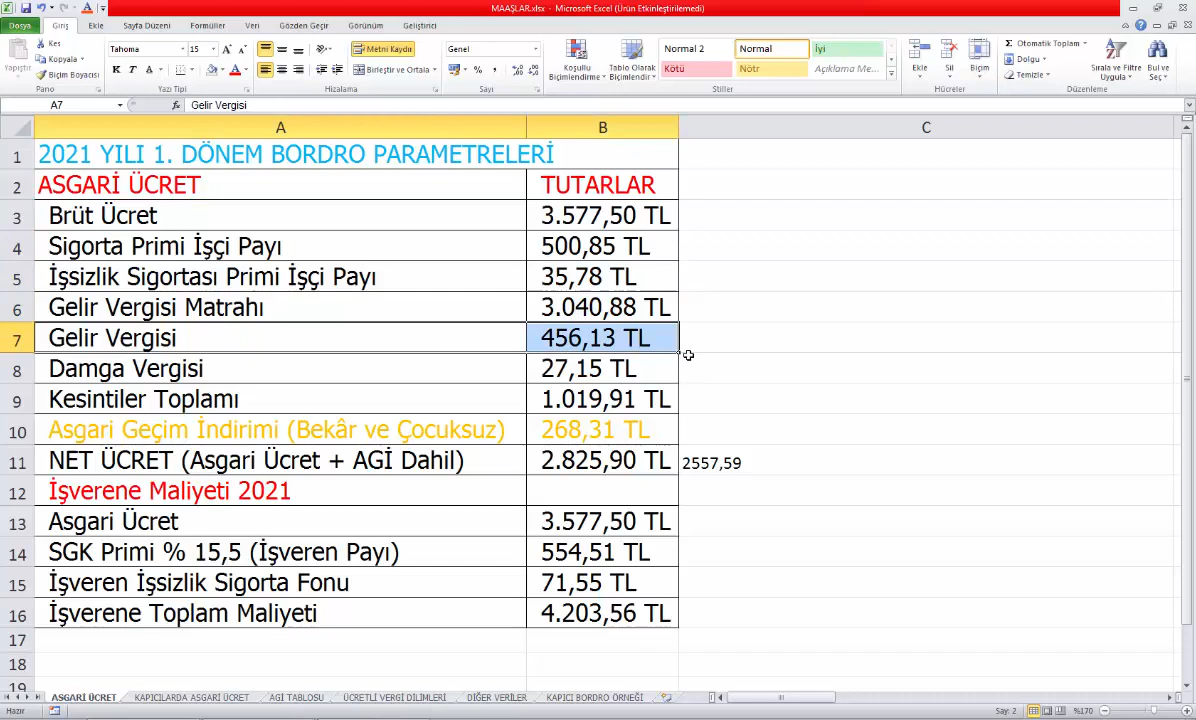 MAAŞLAR.xlsx - Microsoft Excel (Ürün Etkinleştirilemedi)
Dosya Giriş Ekle Sayfa Düzeni Formüller Veri Gözden Geçir Görünüm Geliştirici
Yapıştır
Kes
Kopyala
Biçim Boyacısı
Pano
Tahoma 15
K T A
Yazı Tipi
Metni Kaydır
Birleştir ve Ortala
Hizalama
Genel
Sayı
Koşullu Biçimlendirme
Tablo Olarak Biçimlendir
Normal 2 Normal İyi
Kötü Nötr Açıklama Me...
Stiller
Ekle Sil Biçim
Hücreler
Σ Otomatik Toplam
Dolgu
Temizle
Sırala ve Filtre Uygula
Bul ve Seç
Düzenleme
A7 fx Gelir Vergisi
A B C
1 2021 YILI 1. DÖNEM BORDRO PARAMETRELERİ
2 ASGARİ ÜCRET TUTARLAR
3 Brüt Ücret 3.577,50 TL
4 Sigorta Primi İşçi Payı 500,85 TL
5 İşsizlik Sigortası Primi İşçi Payı 35,78 TL
6 Gelir Vergisi Matrahı 3.040,88 TL
7 Gelir Vergisi 456,13 TL
8 Damga Vergisi 27,15 TL
9 Kesintiler Toplamı 1.019,91 TL
10 Asgari Geçim İndirimi (Bekâr ve Çocuksuz) 268,31 TL
11 NET ÜCRET (Asgari Ücret + AGİ Dahil) 2.825,90 TL 2557,59
12 İşverene Maliyeti 2021
13 Asgari Ücret 3.577,50 TL
14 SGK Primi % 15,5 (İşveren Payı) 554,51 TL
15 İşveren İşsizlik Sigorta Fonu 71,55 TL
16 İşverene Toplam Maliyeti 4.203,56 TL
17
18
19
ASGARİ ÜCRET KAPICILARDA ASGARİ ÜCRET AGİ TABLOSU ÜCRETLİ VERGİ DİLİMLERİ DİĞER VERİLER KAPICI BORDRO ÖRNEĞİ
Hazır Say: 2 %170